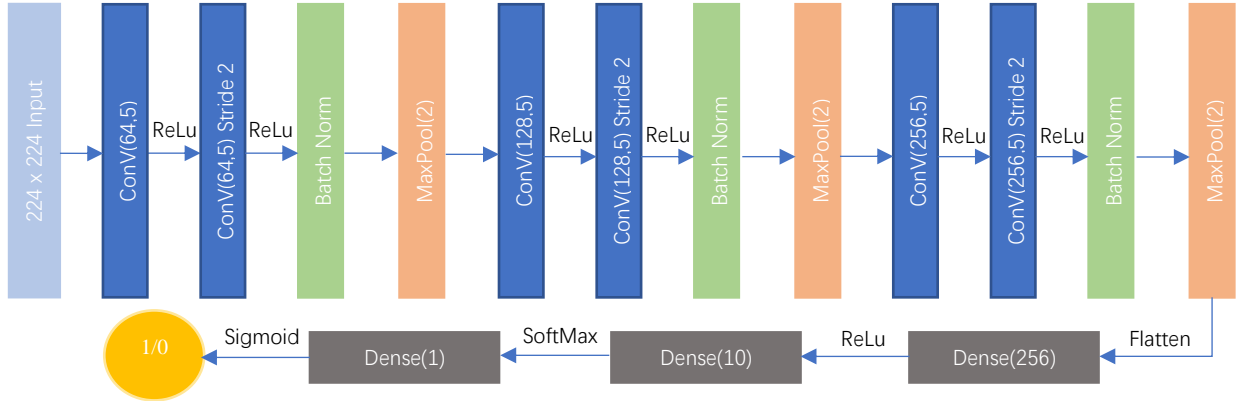 224 x 224 Input
ConV(64,5)
ReLu
ConV(64,5) Stride 2
ReLu
Batch Norm
MaxPool(2)
ConV(128.5)
ReLu
ConV(128,5) Stride 2
ReLu
Batch Norm
MaxPool(2)
ConV(256,5)
ReLu
ConV(256,5) Stride 2
ReLu
Batch Norm
MaxPool(2)
Flatten
Dense(256)
ReLu
Dense(10)
SoftMax
Dense(1)
Sigmoid
1/0